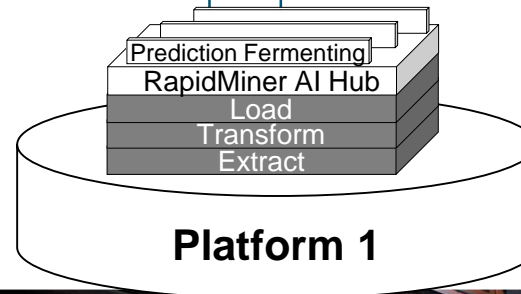 Prediction Fermenting
RapidMiner AI Hub
Load
Transform
Extract
Platform 1